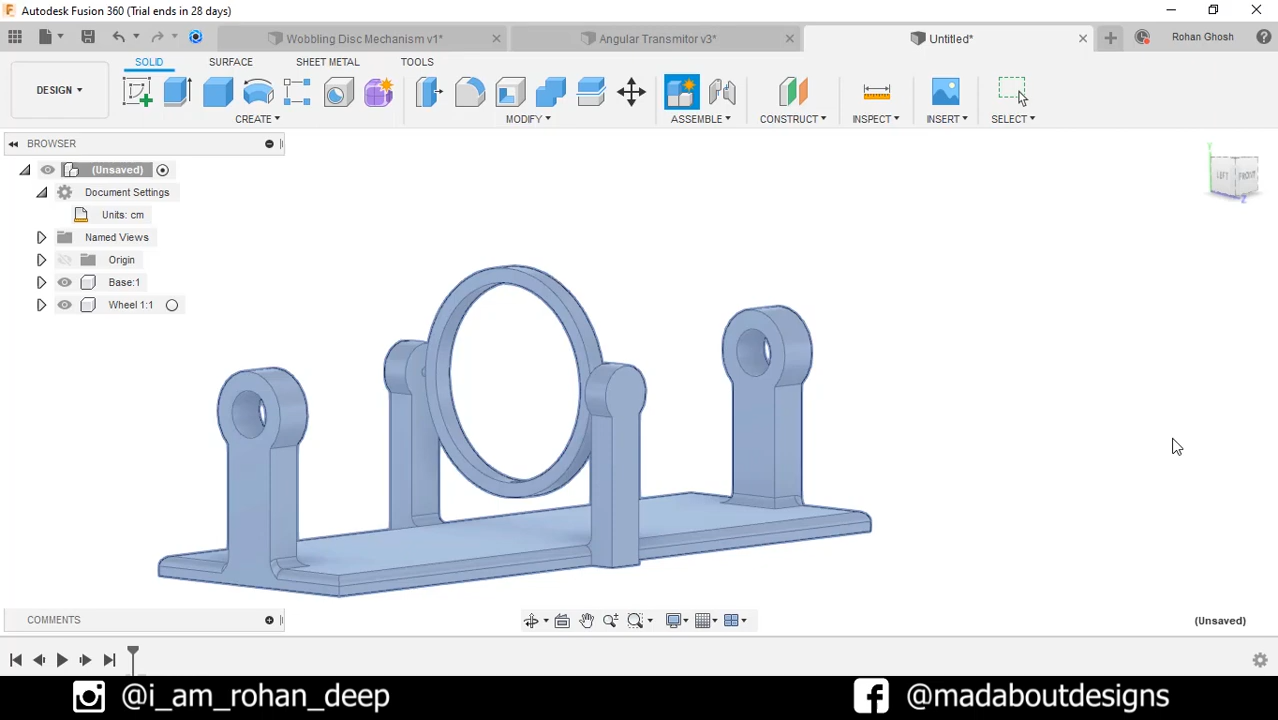 Autodesk Fusion 360 (Trial ends in 28 days)
Wobbling Disc Mechanism v1*
Angular Transmitor v3*
Untitled*
Rohan Ghosh
DESIGN
SOLID
SURFACE
SHEET METAL
TOOLS
CREATE
MODIFY
ASSEMBLE
CONSTRUCT
INSPECT
INSERT
SELECT
BROWSER
(Unsaved)
Document Settings
Units: cm
Named Views
Origin
Base:1
Wheel 1:1
Y
LEFT
FRONT
Z
COMMENTS
(Unsaved)
@i_am_rohan_deep
@madaboutdesigns